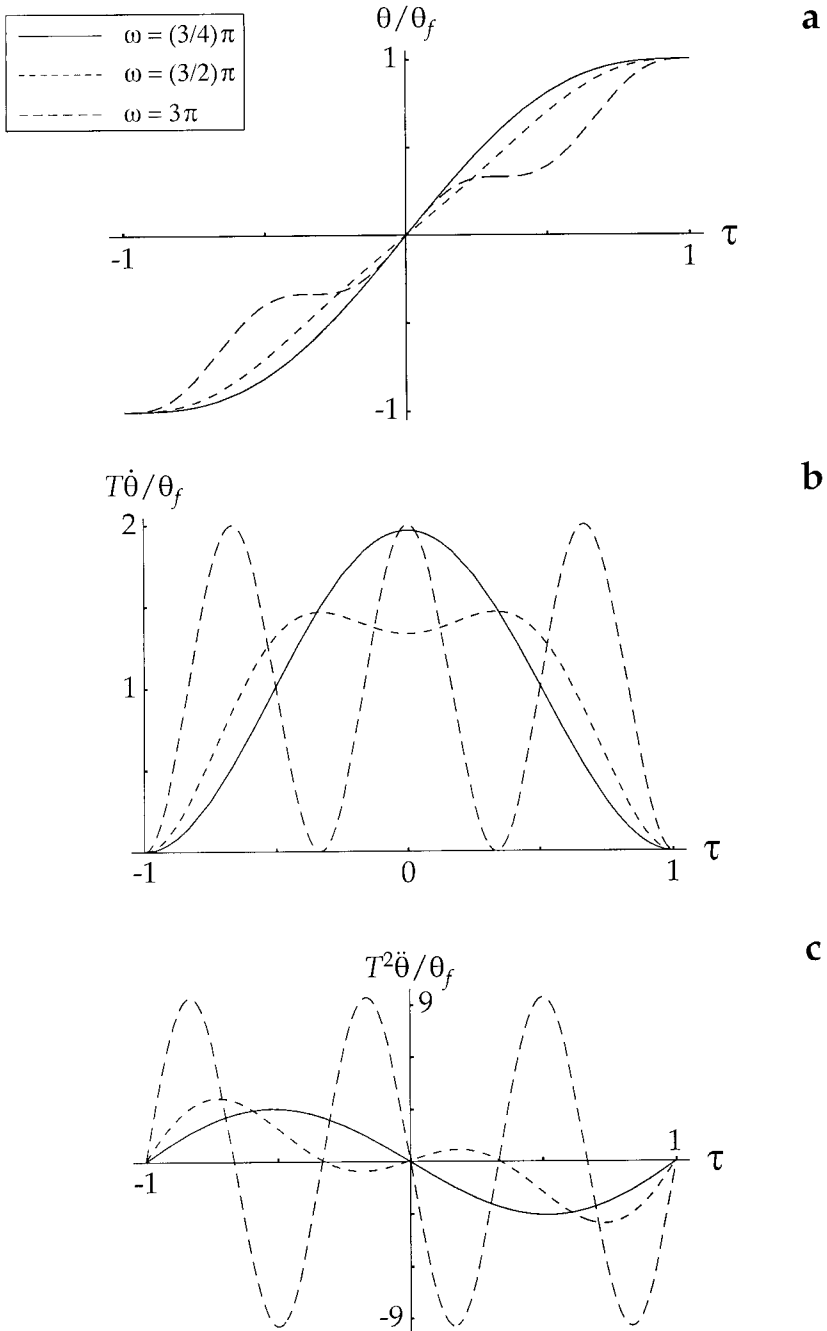 ω = (3/4)π
ω = (3/2)π
ω = 3π
θ/θ_f
a
1
-1
1
τ
-1
Tθ̇/θ_f
b
2
1
-1
0
1
τ
T²θ̈/θ_f
c
9
-1
1
τ
-9